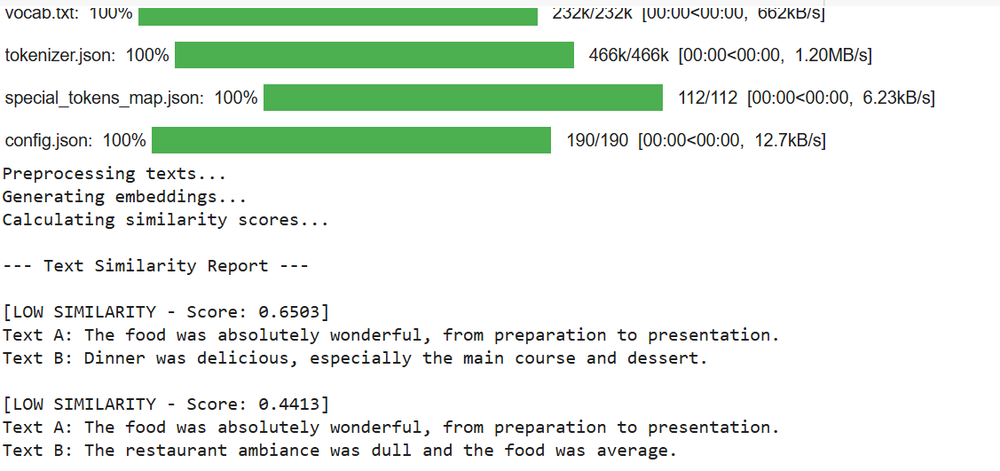 vocab.txt: 100% 232k/232k [00:00<00:00, 662kB/s]
tokenizer.json: 100% 466k/466k [00:00<00:00, 1.20MB/s]
special_tokens_map.json: 100% 112/112 [00:00<00:00, 6.23kB/s]
config.json: 100% 190/190 [00:00<00:00, 12.7kB/s]
Preprocessing texts...
Generating embeddings...
Calculating similarity scores...
--- Text Similarity Report ---
[LOW SIMILARITY - Score: 0.6503]
Text A: The food was absolutely wonderful, from preparation to presentation.
Text B: Dinner was delicious, especially the main course and dessert.
[LOW SIMILARITY - Score: 0.4413]
Text A: The food was absolutely wonderful, from preparation to presentation.
Text B: The restaurant ambiance was dull and the food was average.